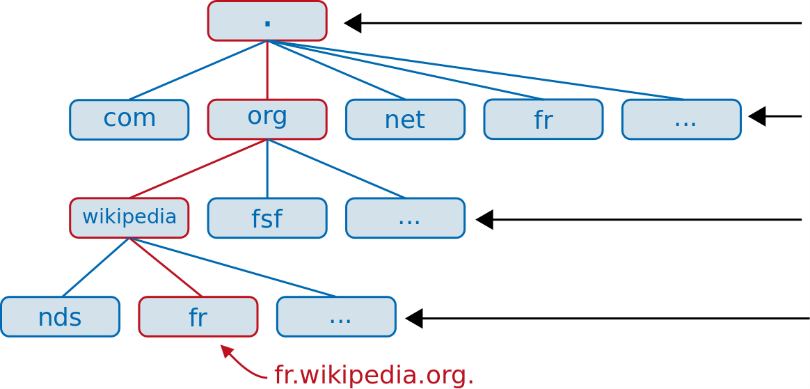 .
com org net fr ...
wikipedia fsf ...
nds fr ...
fr.wikipedia.org.